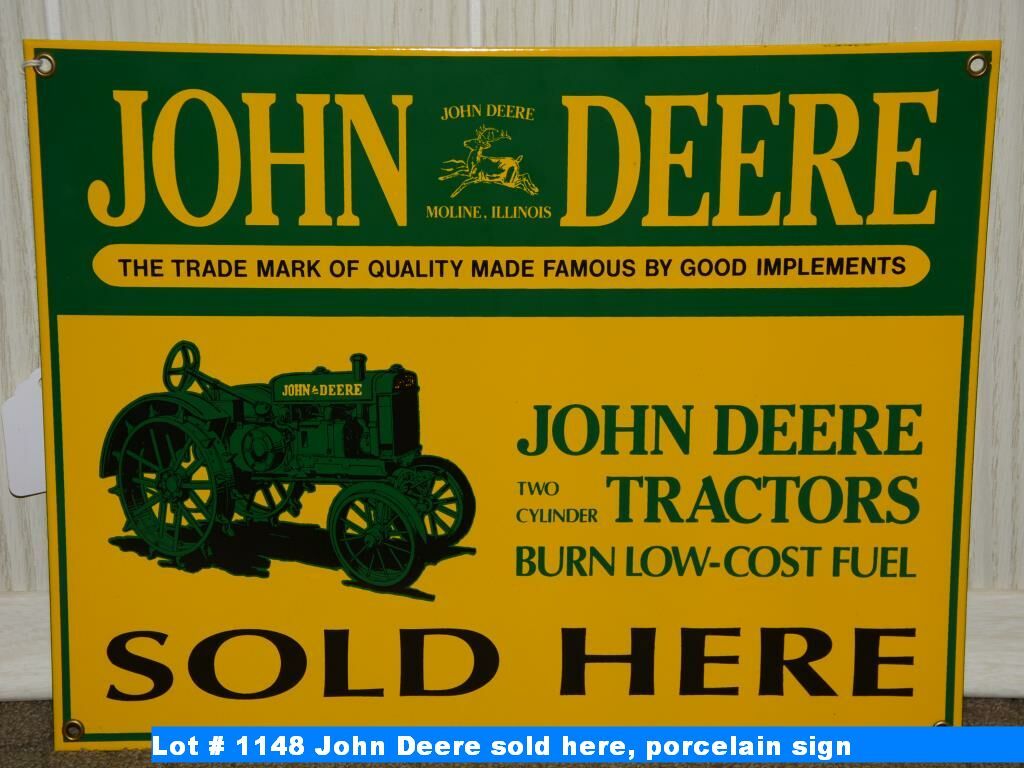 JOHN DEERE
JOHN DEERE
MOLINE, ILLINOIS
THE TRADE MARK OF QUALITY MADE FAMOUS BY GOOD IMPLEMENTS
JOHN DEERE
JOHN DEERE
TWO CYLINDER TRACTORS
BURN LOW-COST FUEL
SOLD HERE
Lot # 1148 John Deere sold here, porcelain sign